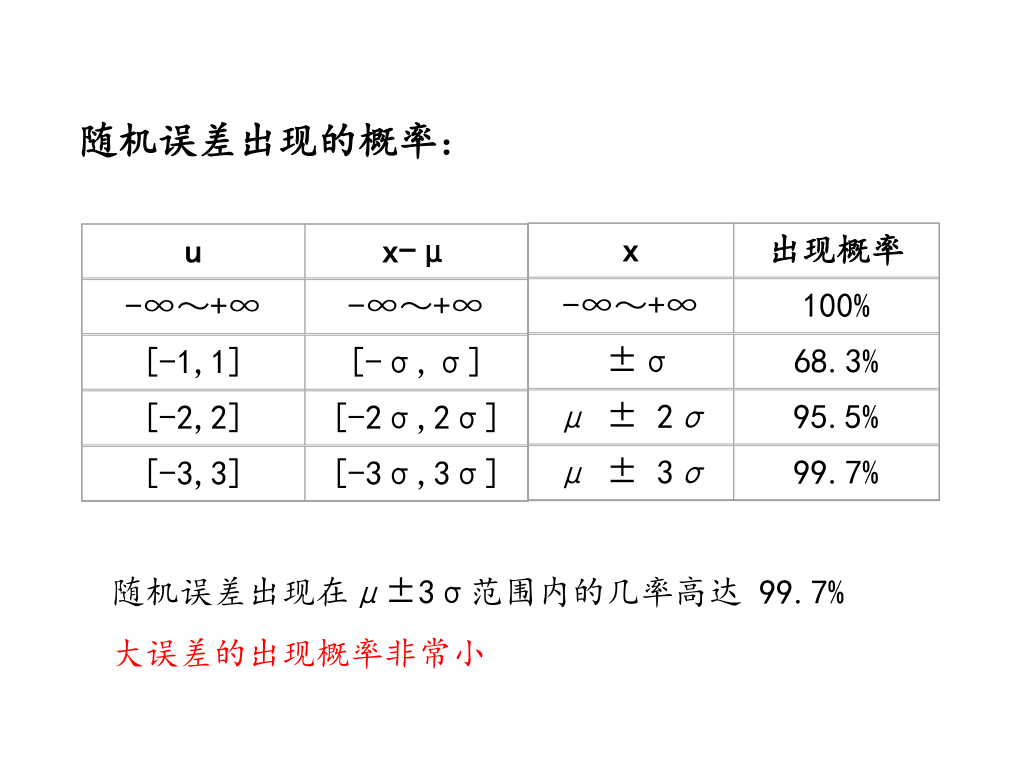 随机误差出现的概率：
u x-μ x 出现概率
-∞～+∞ -∞～+∞ -∞～+∞ 100%
[-1,1] [-σ,σ] ±σ 68.3%
[-2,2] [-2σ,2σ] μ ± 2σ 95.5%
[-3,3] [-3σ,3σ] μ ± 3σ 99.7%
随机误差出现在μ±3σ范围内的几率高达 99.7%
大误差的出现概率非常小